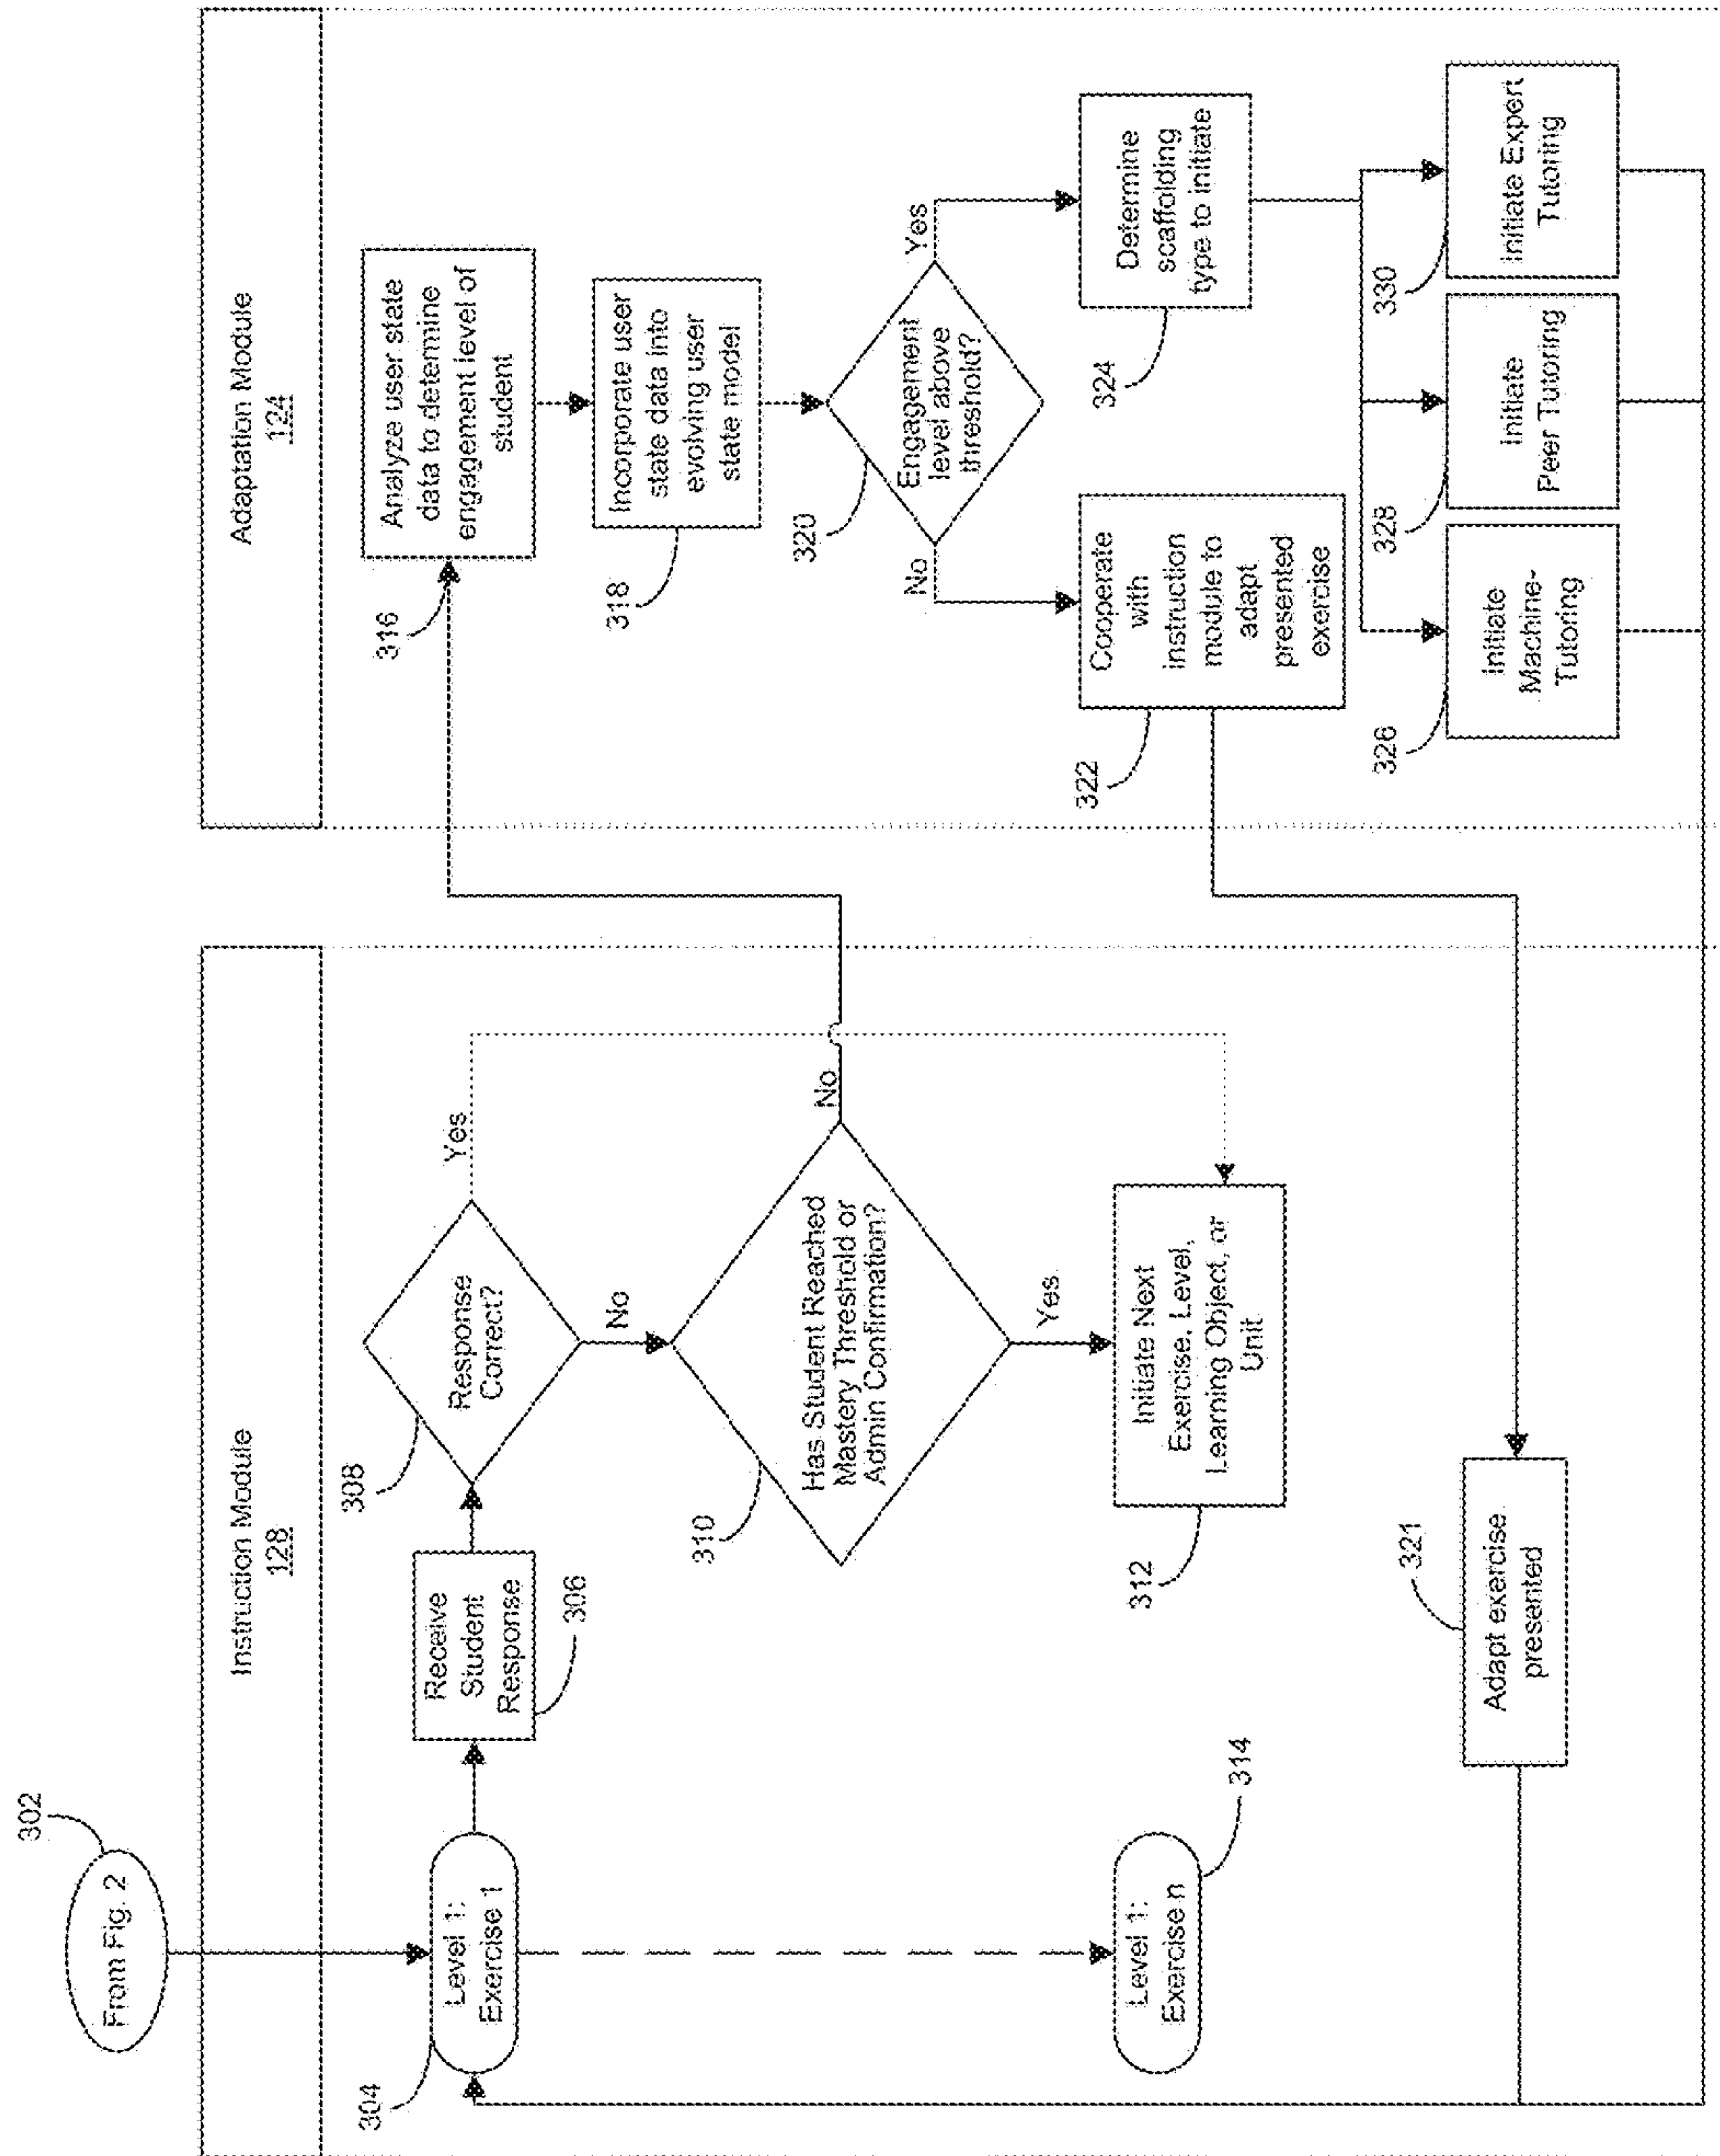 302
From Fig. 2
Instruction Module
128
304
Level 1:
Exercise 1
Receive
Student
Response
306
308
Response
Correct?
Yes
No
310
Has Student Reached
Mastery Threshold or
Admin Confirmation?
No
Yes
312
Initiate Next
Exercise, Level,
Learning Object, or
Unit
Level 1:
Exercise n
314
321
Adapt exercise
presented
Adaptation Module
124
316
Analyze user state
data to determine
engagement level of
student
318
Incorporate user
state data into
evolving user
state model
320
Engagement
level above
threshold?
No
Yes
322
Cooperate
with
instruction
module to
adapt
presented
exercise
324
Determine
scaffolding
type to initiate
326
Initiate
Machine-
Tutoring
328
Initiate
Peer Tutoring
330
Initiate Expert
Tutoring